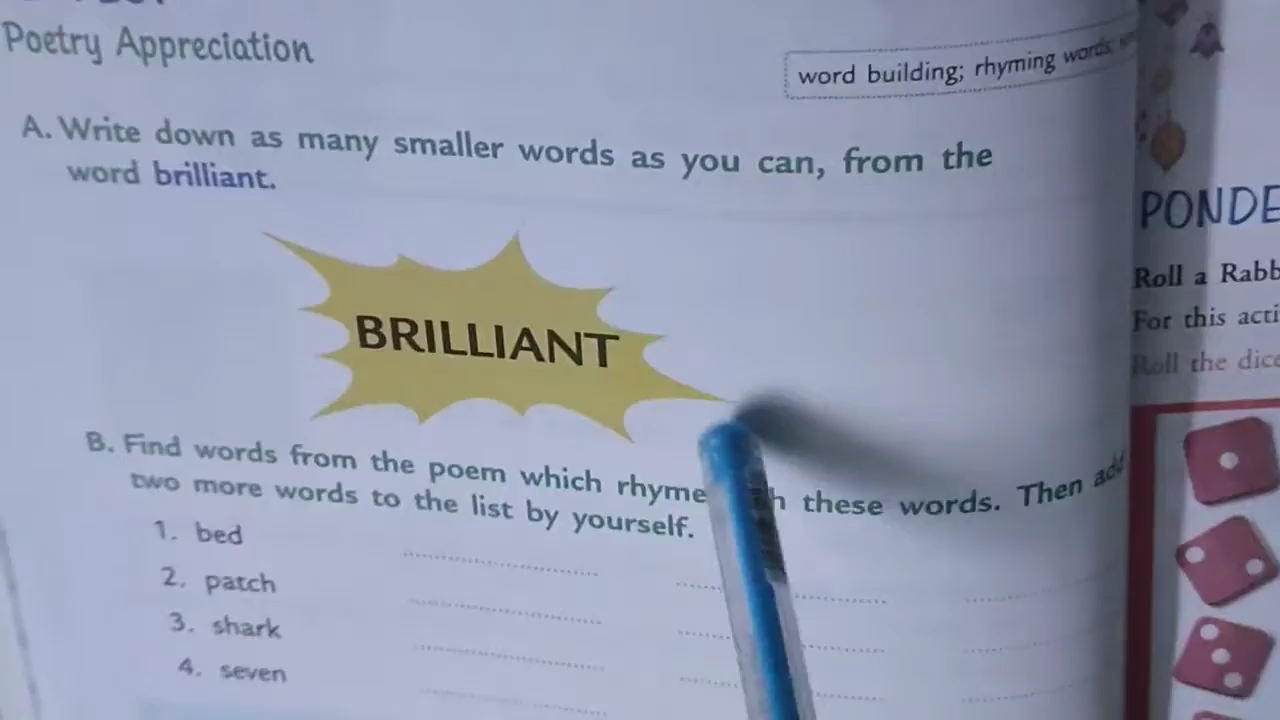 Poetry Appreciation
word building; rhyming words;
A. Write down as many smaller words as you can, from the
word brilliant.
BRILLIANT
B. Find words from the poem which rhyme these words. Then add
two more words to the list by yourself.
1. bed
2. patch
3. shark
4. seven
PONDE
Roll a Rabb
For this acti
Roll the dice